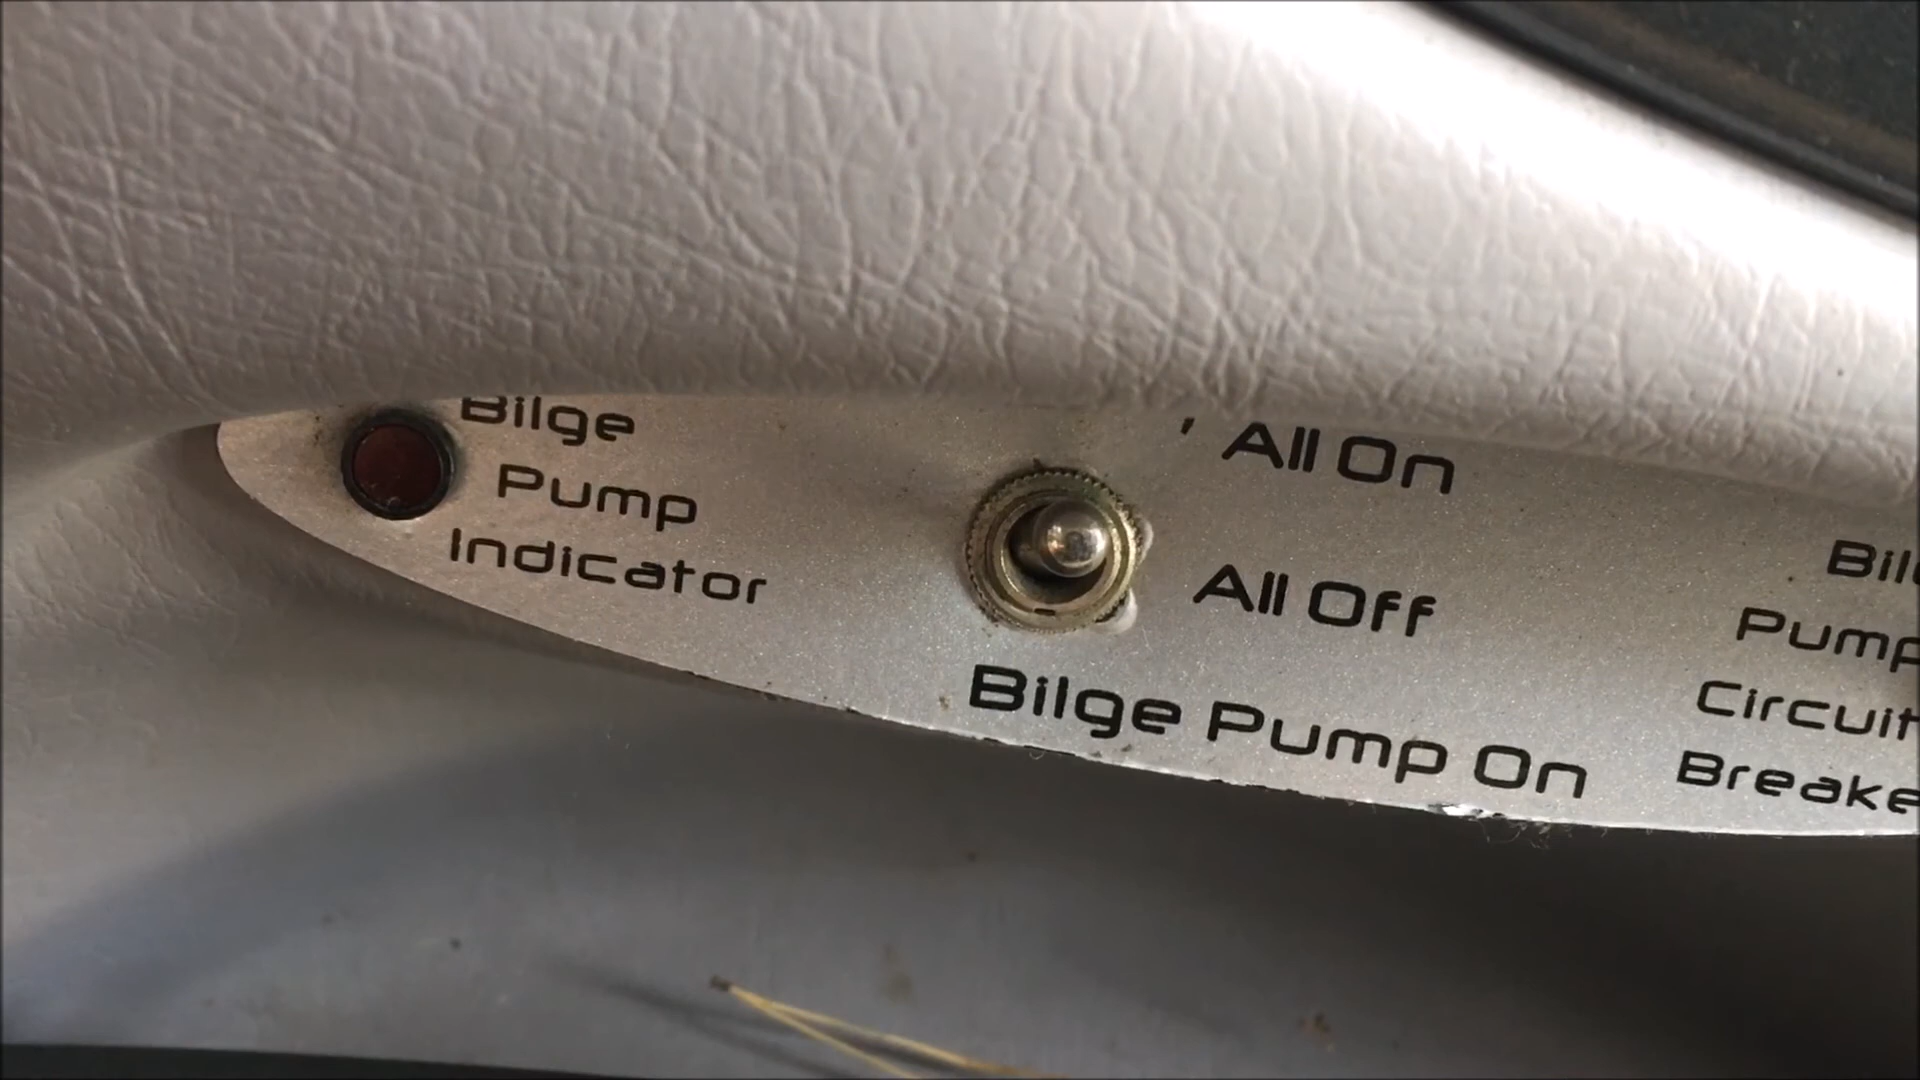 Bilge
Pump
Indicator
All On
All Off
Bilge Pump On
Pump
Circuit